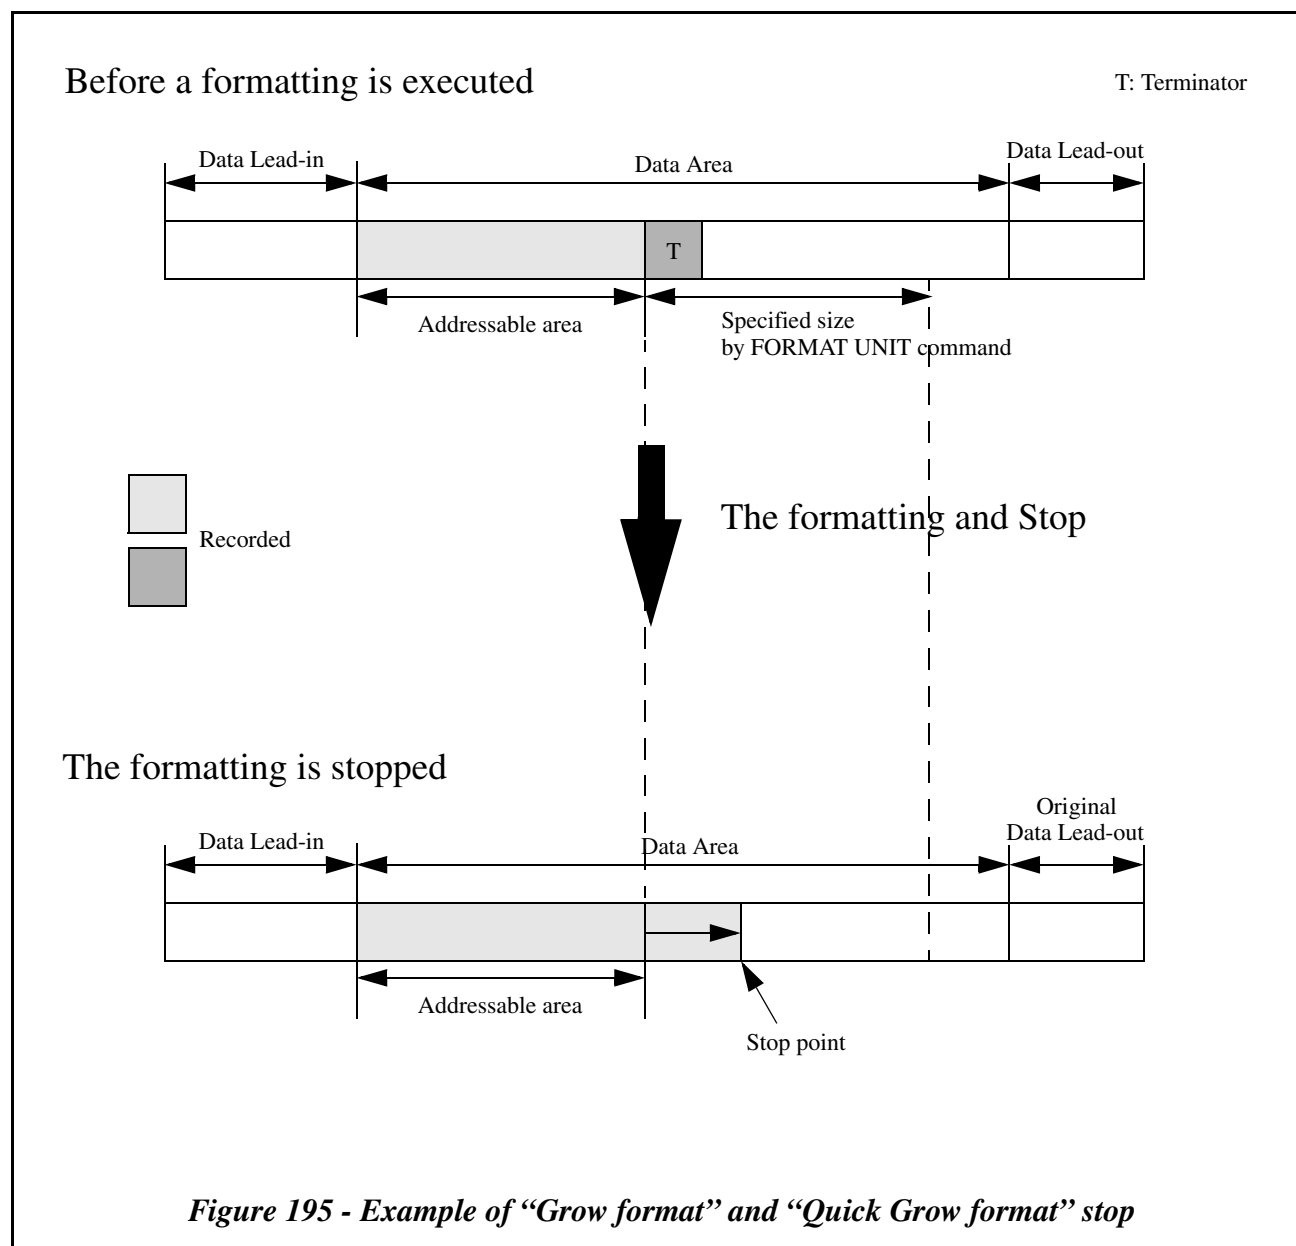 Before a formatting is executed
T: Terminator
Data Lead-in
Data Area
Data Lead-out
T
Addressable area
Specified size
by FORMAT UNIT command
Recorded
The formatting and Stop
The formatting is stopped
Data Lead-in
Data Area
Original
Data Lead-out
Addressable area
Stop point
Figure 195 - Example of “Grow format” and “Quick Grow format” stop